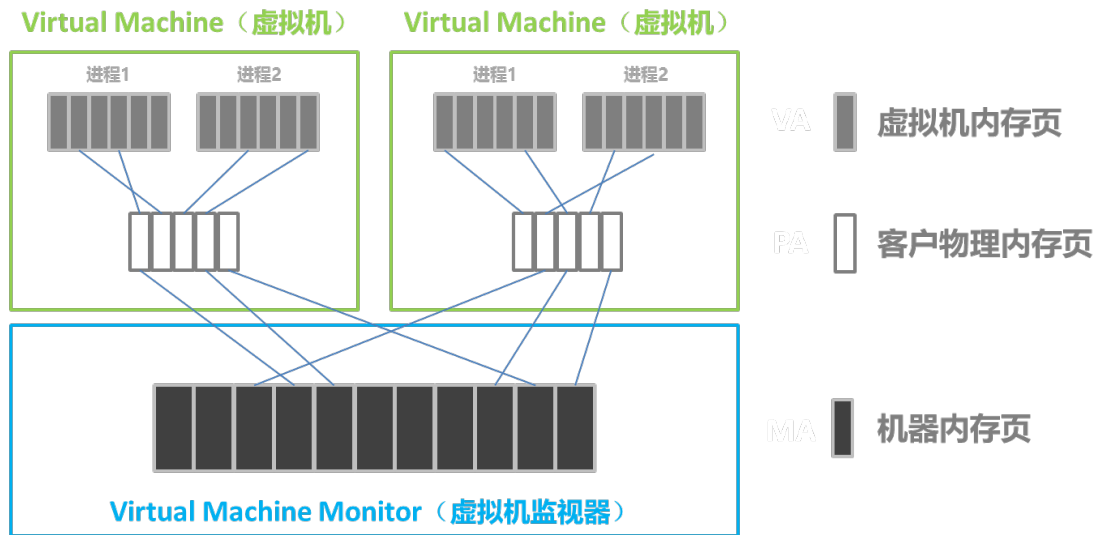 Virtual Machine（虚拟机）
Virtual Machine（虚拟机）
进程1
进程2
进程1
进程2
VA
虚拟机内存页
PA
客户物理内存页
MA
机器内存页
Virtual Machine Monitor（虚拟机监视器）